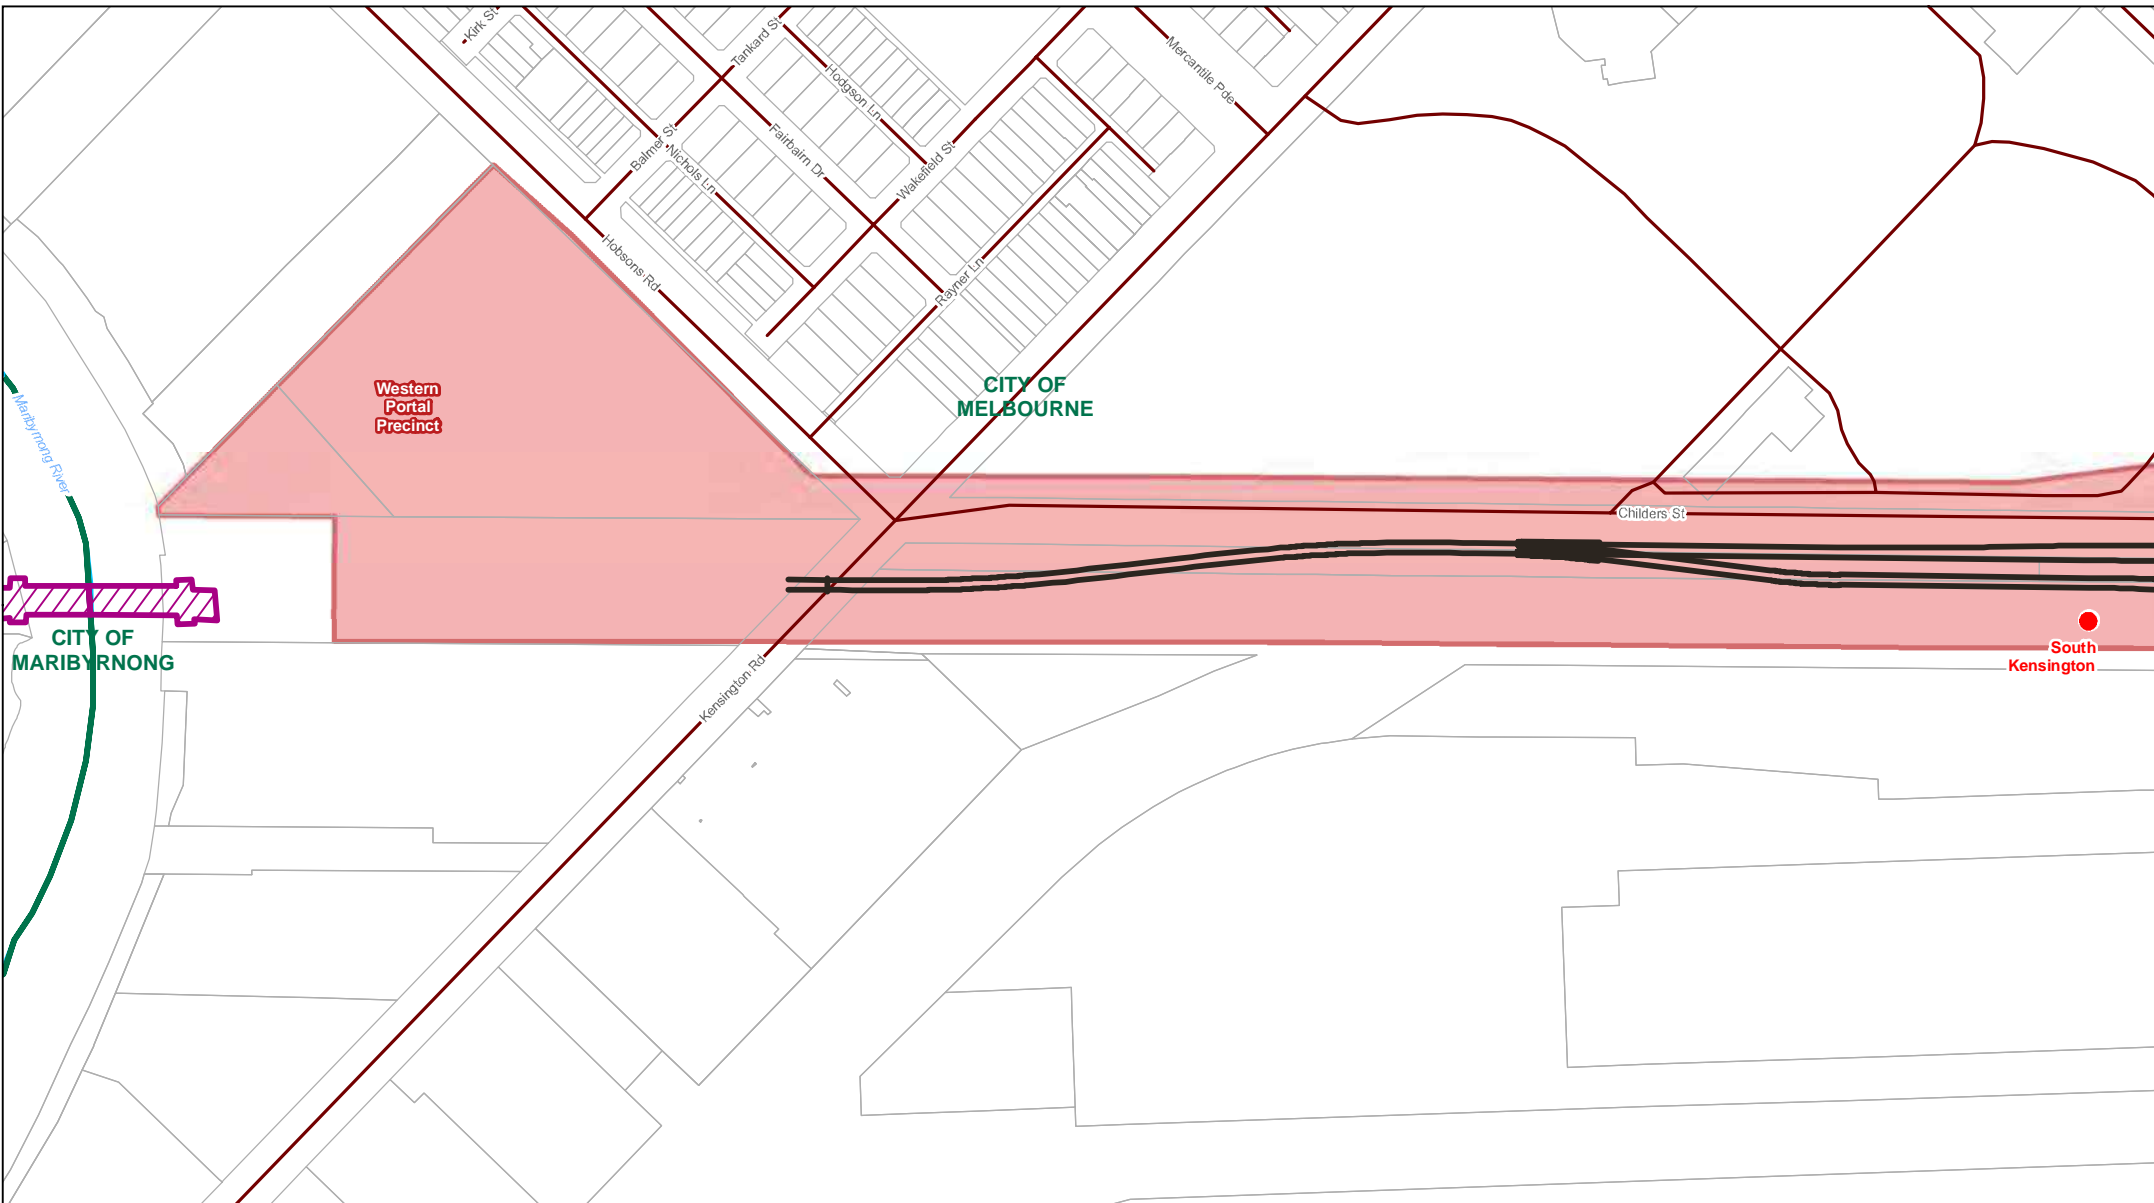 Kirk St
Tankard St
Hodgson Ln
Mercantile Pde
Balmer St
Nichols Ln
Fairbairn Dr
Wakefield St
Hobsons Rd
Rayner Ln
Western
Portal
Precinct
CITY OF
MELBOURNE
Maribyrnong River
Childers St
CITY OF
MARIBYRNONG
South
Kensington
Kensington Rd